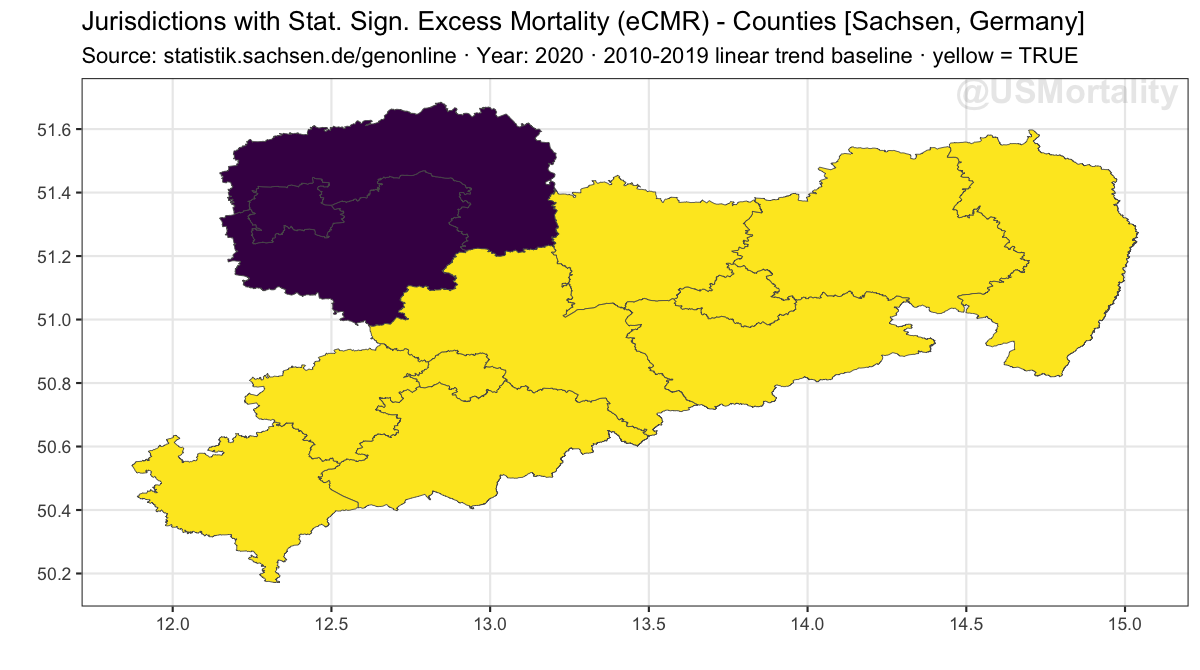 Jurisdictions with Stat. Sign. Excess Mortality (eCMR) - Counties [Sachsen, Germany]
Source: statistik.sachsen.de/genonline · Year: 2020 · 2010-2019 linear trend baseline · yellow = TRUE
@USMortality
51.6
51.4
51.2
51.0
50.8
50.6
50.4
50.2
12.0 12.5 13.0 13.5 14.0 14.5 15.0